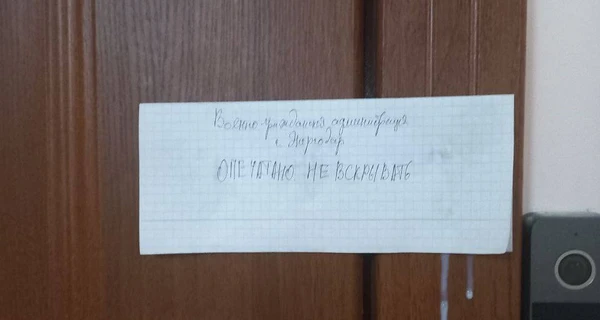 Военно-гражданская администрация
г. Энергодар
ОПЕЧАТАНО НЕ ВСКРЫВАТЬ